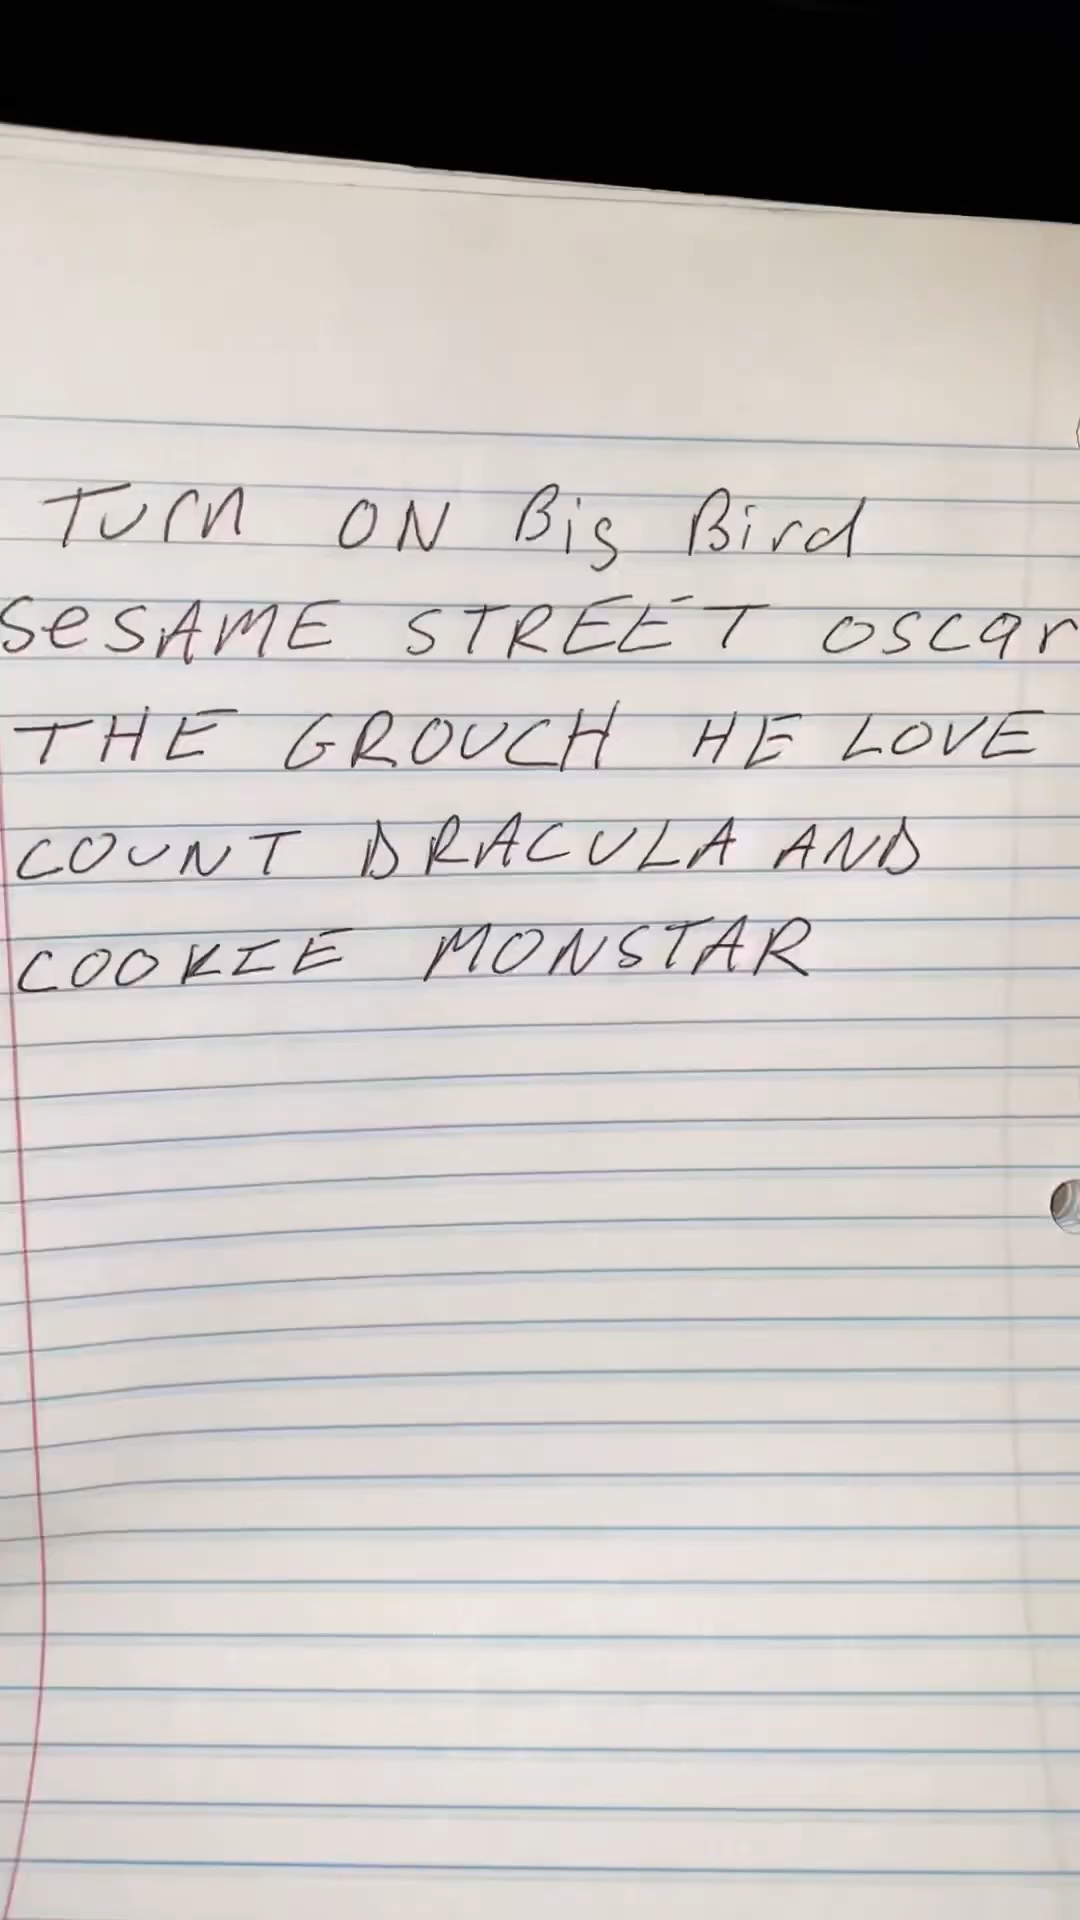 Turn ON Big Bird
SeSAME STREET oscar
THE GROUCH HE LOVE
COUNT DRACULA AND
COOKIE MONSTAR